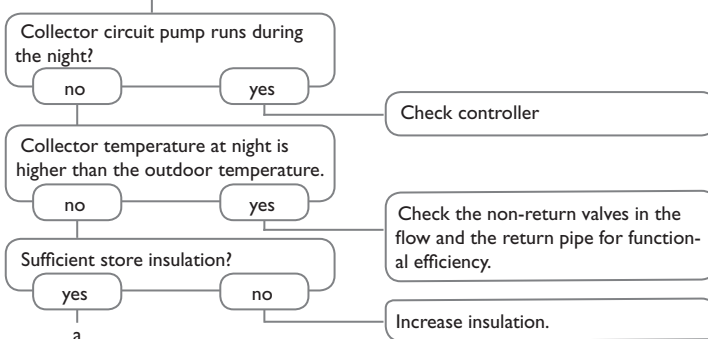 Collector circuit pump runs during
the night?
no
yes
Check controller
Collector temperature at night is
higher than the outdoor temperature.
no
yes
Check the non-return valves in the
flow and the return pipe for function-
al efficiency.
Sufficient store insulation?
yes
no
Increase insulation.
a